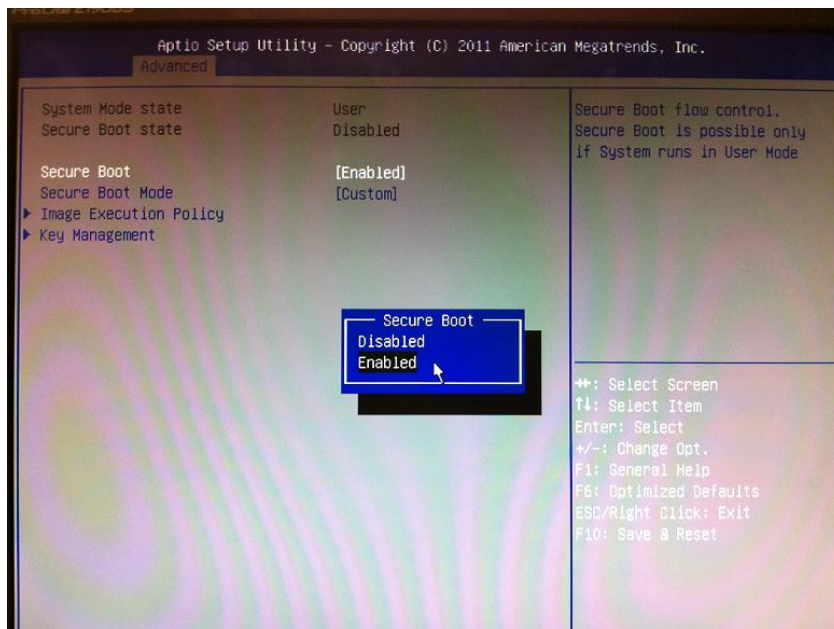 Aptio Setup Utility – Copyright (C) 2011 American Megatrends, Inc.
Advanced
System Mode state User
Secure Boot state Disabled
Secure Boot [Enabled]
Secure Boot Mode [Custom]
Image Execution Policy
Key Management
Secure Boot flow control.
Secure Boot is possible only
if System runs in User Mode
Secure Boot
Disabled
Enabled
→←: Select Screen
↑↓: Select Item
Enter: Select
+/-: Change Opt.
F1: General Help
F6: Optimized Defaults
ESC/Right Click: Exit
F10: Save & Reset